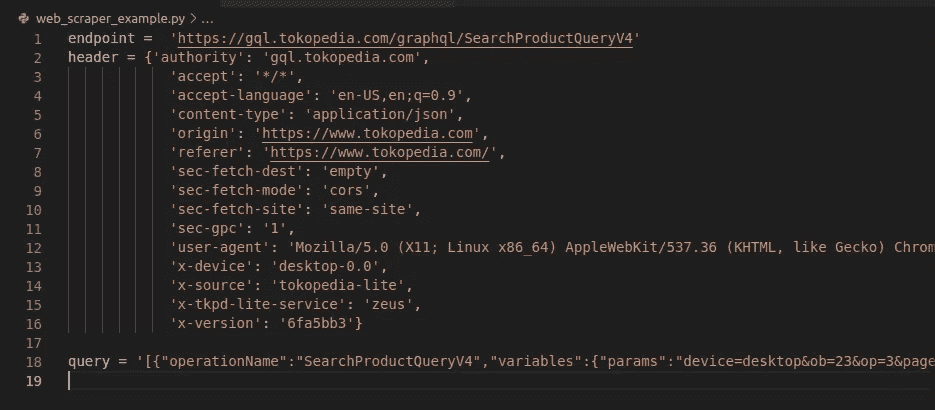 web_scraper_example.py > ...
1 endpoint = 'https://gql.tokopedia.com/graphql/SearchProductQueryV4'
2 header = {'authority': 'gql.tokopedia.com',
3 'accept': '*/*',
4 'accept-language': 'en-US,en;q=0.9',
5 'content-type': 'application/json',
6 'origin': 'https://www.tokopedia.com',
7 'referer': 'https://www.tokopedia.com/',
8 'sec-fetch-dest': 'empty',
9 'sec-fetch-mode': 'cors',
10 'sec-fetch-site': 'same-site',
11 'sec-gpc': '1',
12 'user-agent': 'Mozilla/5.0 (X11; Linux x86_64) AppleWebKit/537.36 (KHTML, like Gecko) Chrom
13 'x-device': 'desktop-0.0',
14 'x-source': 'tokopedia-lite',
15 'x-tkpd-lite-service': 'zeus',
16 'x-version': '6fa5bb3'}
17
18 query = '[{"operationName":"SearchProductQueryV4","variables":{"params":"device=desktop&ob=23&op=3&page
19